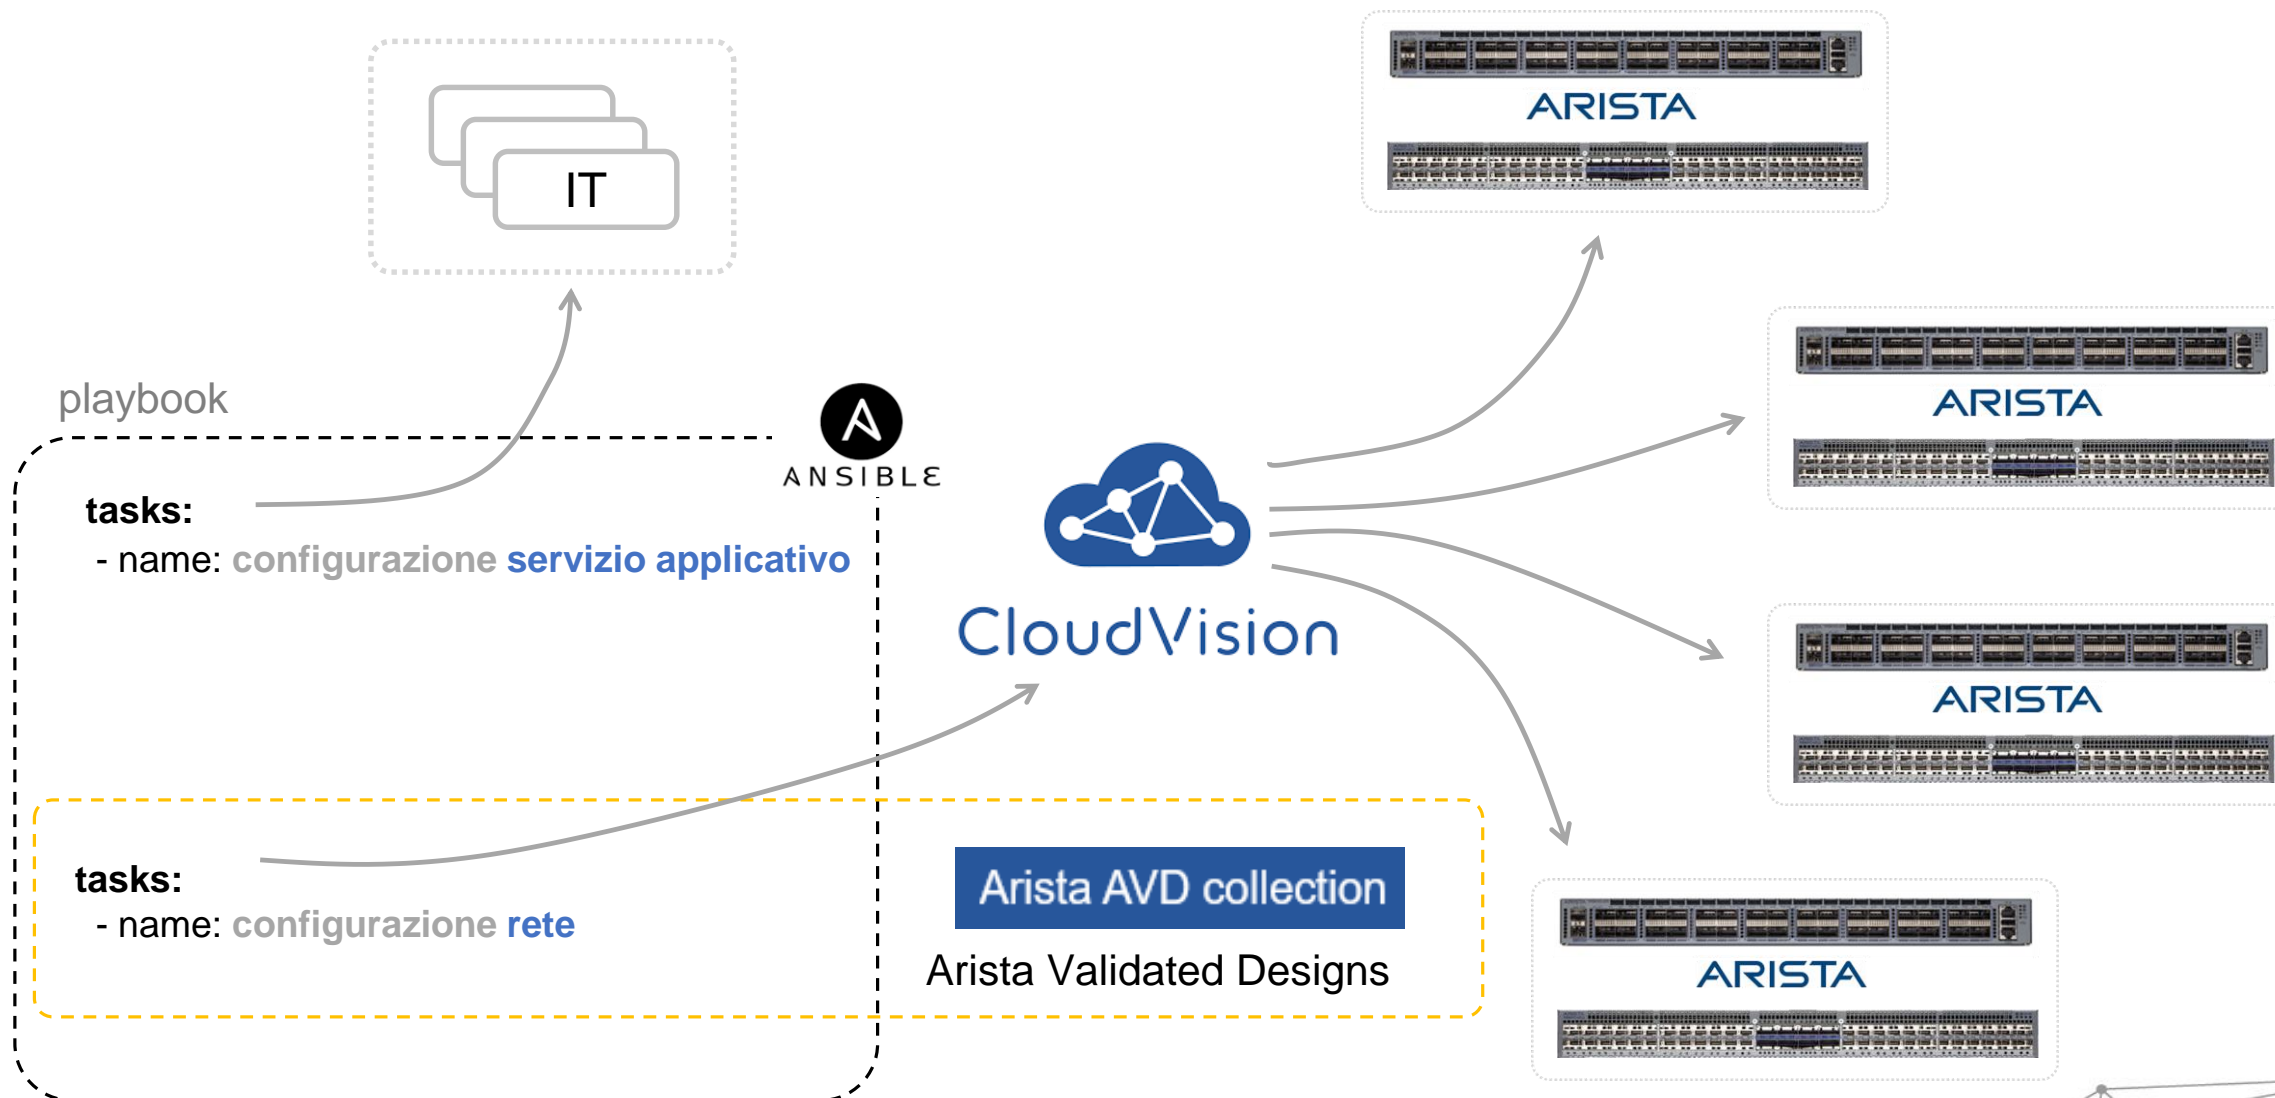 ARISTA
IT
playbook
ANSIBLE
ARISTA
tasks:
- name: configurazione servizio applicativo
CloudVision
ARISTA
tasks:
- name: configurazione rete
Arista AVD collection
Arista Validated Designs
ARISTA